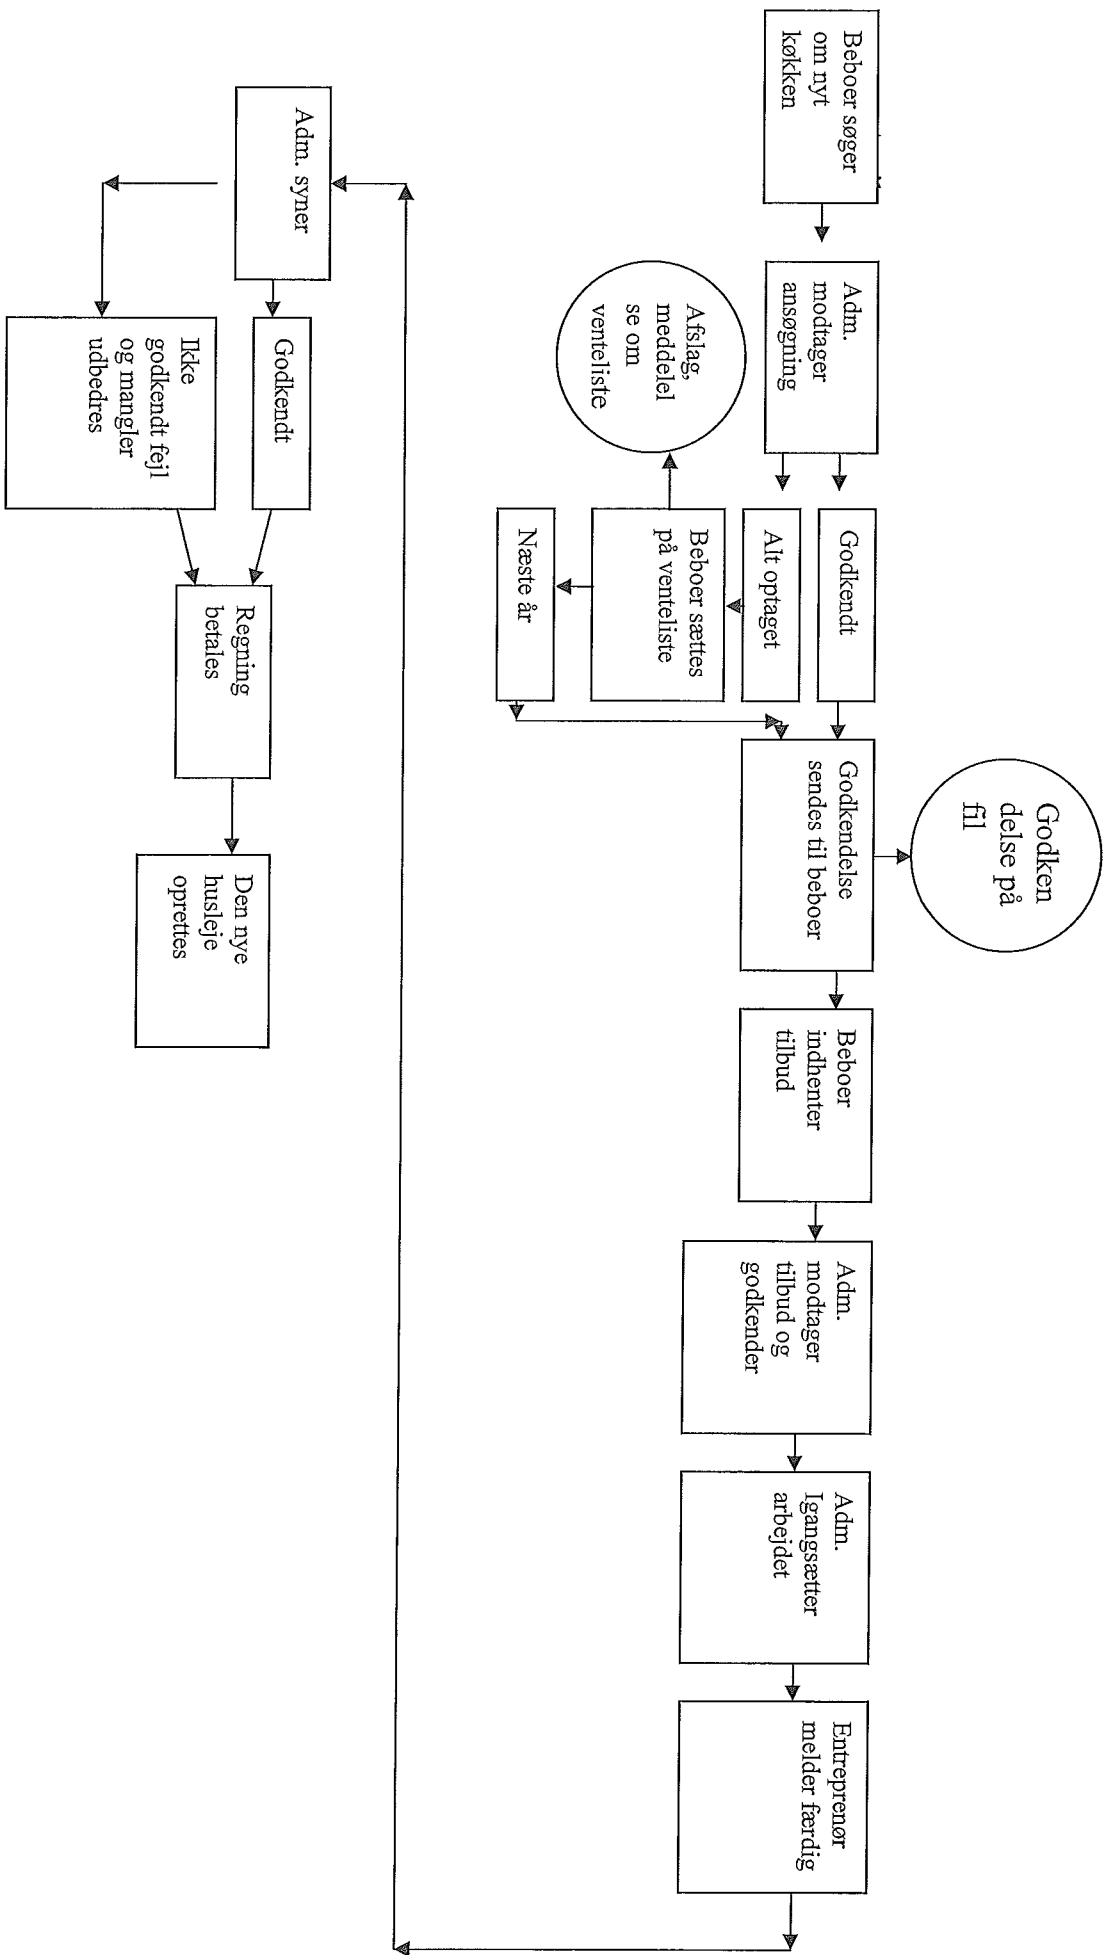 Godken
delse på
fil
Beboer søger
om nyt
køkken
Adm.
modtager
ansøgning
Godkendt
Alt optaget
Beboer sættes
på venteliste
Næste år
Afslag,
meddelel
se om
venteliste
Godkendelse
sendes til beboer
Beboer
indhenter
tilbud
Adm.
modtager
tilbud og
godkender
Adm.
Igangsætter
arbejdet
Entreprenør
melder færdig
Adm. syner
Godkendt
Ikke
godkendt fejl
og mangler
udbedres
Regning
betales
Den nye
husleje
oprettes